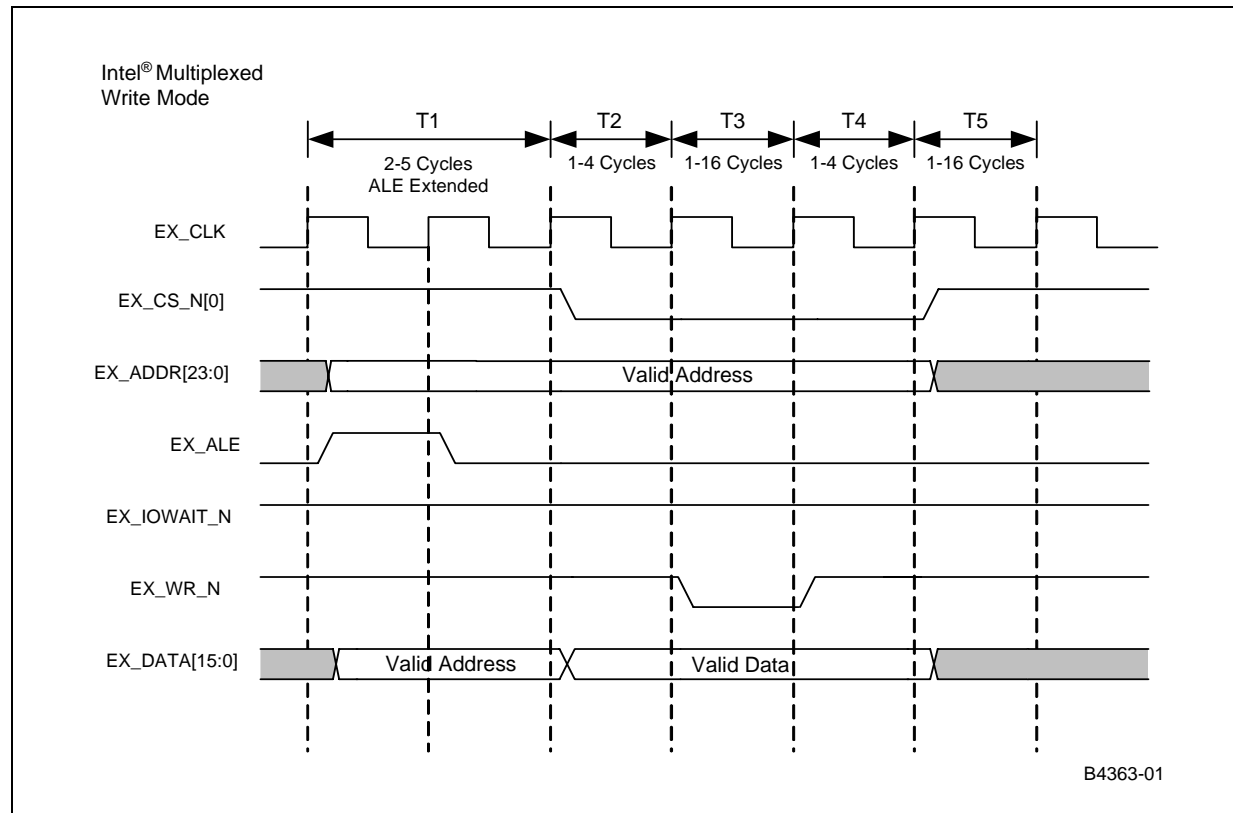 Intel® Multiplexed
Write Mode
T1 T2 T3 T4 T5
2-5 Cycles 1-4 Cycles 1-16 Cycles 1-4 Cycles 1-16 Cycles
ALE Extended
EX_CLK
EX_CS_N[0]
EX_ADDR[23:0] Valid Address
EX_ALE
EX_IOWAIT_N
EX_WR_N
EX_DATA[15:0] Valid Address Valid Data
B4363-01